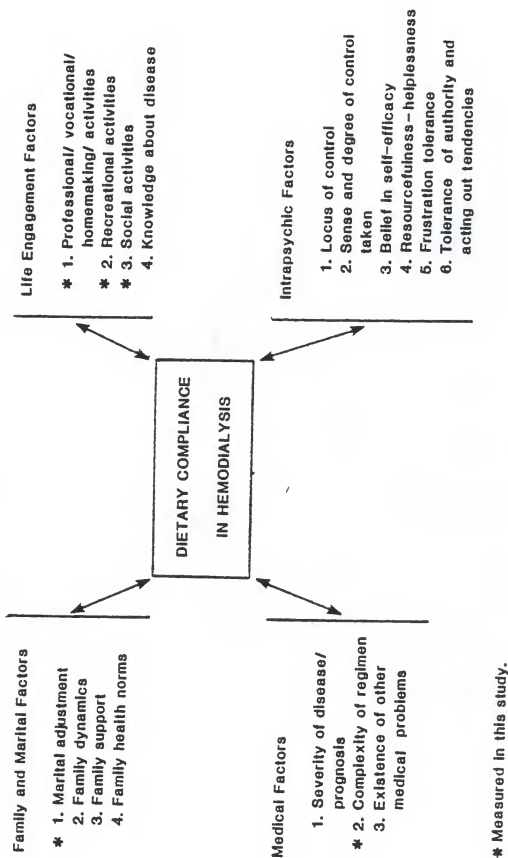 Family and Marital Factors
* 1. Marital adjustment
2. Family dynamics
3. Family support
4. Family health norms
Life Engagement Factors
* 1. Professional/ vocational/
homemaking/ activities
* 2. Recreational activities
* 3. Social activities
4. Knowledge about disease
DIETARY COMPLIANCE
IN HEMODIALYSIS
Medical Factors
1. Severity of disease/
prognosis
* 2. Complexity of regimen
3. Existence of other
medical problems
Intrapsychic Factors
1. Locus of control
2. Sense and degree of control
taken
3. Belief in self-efficacy
4. Resourcefulness-helplessness
5. Frustration tolerance
6. Tolerance of authority and
acting out tendencies
* Measured in this study.